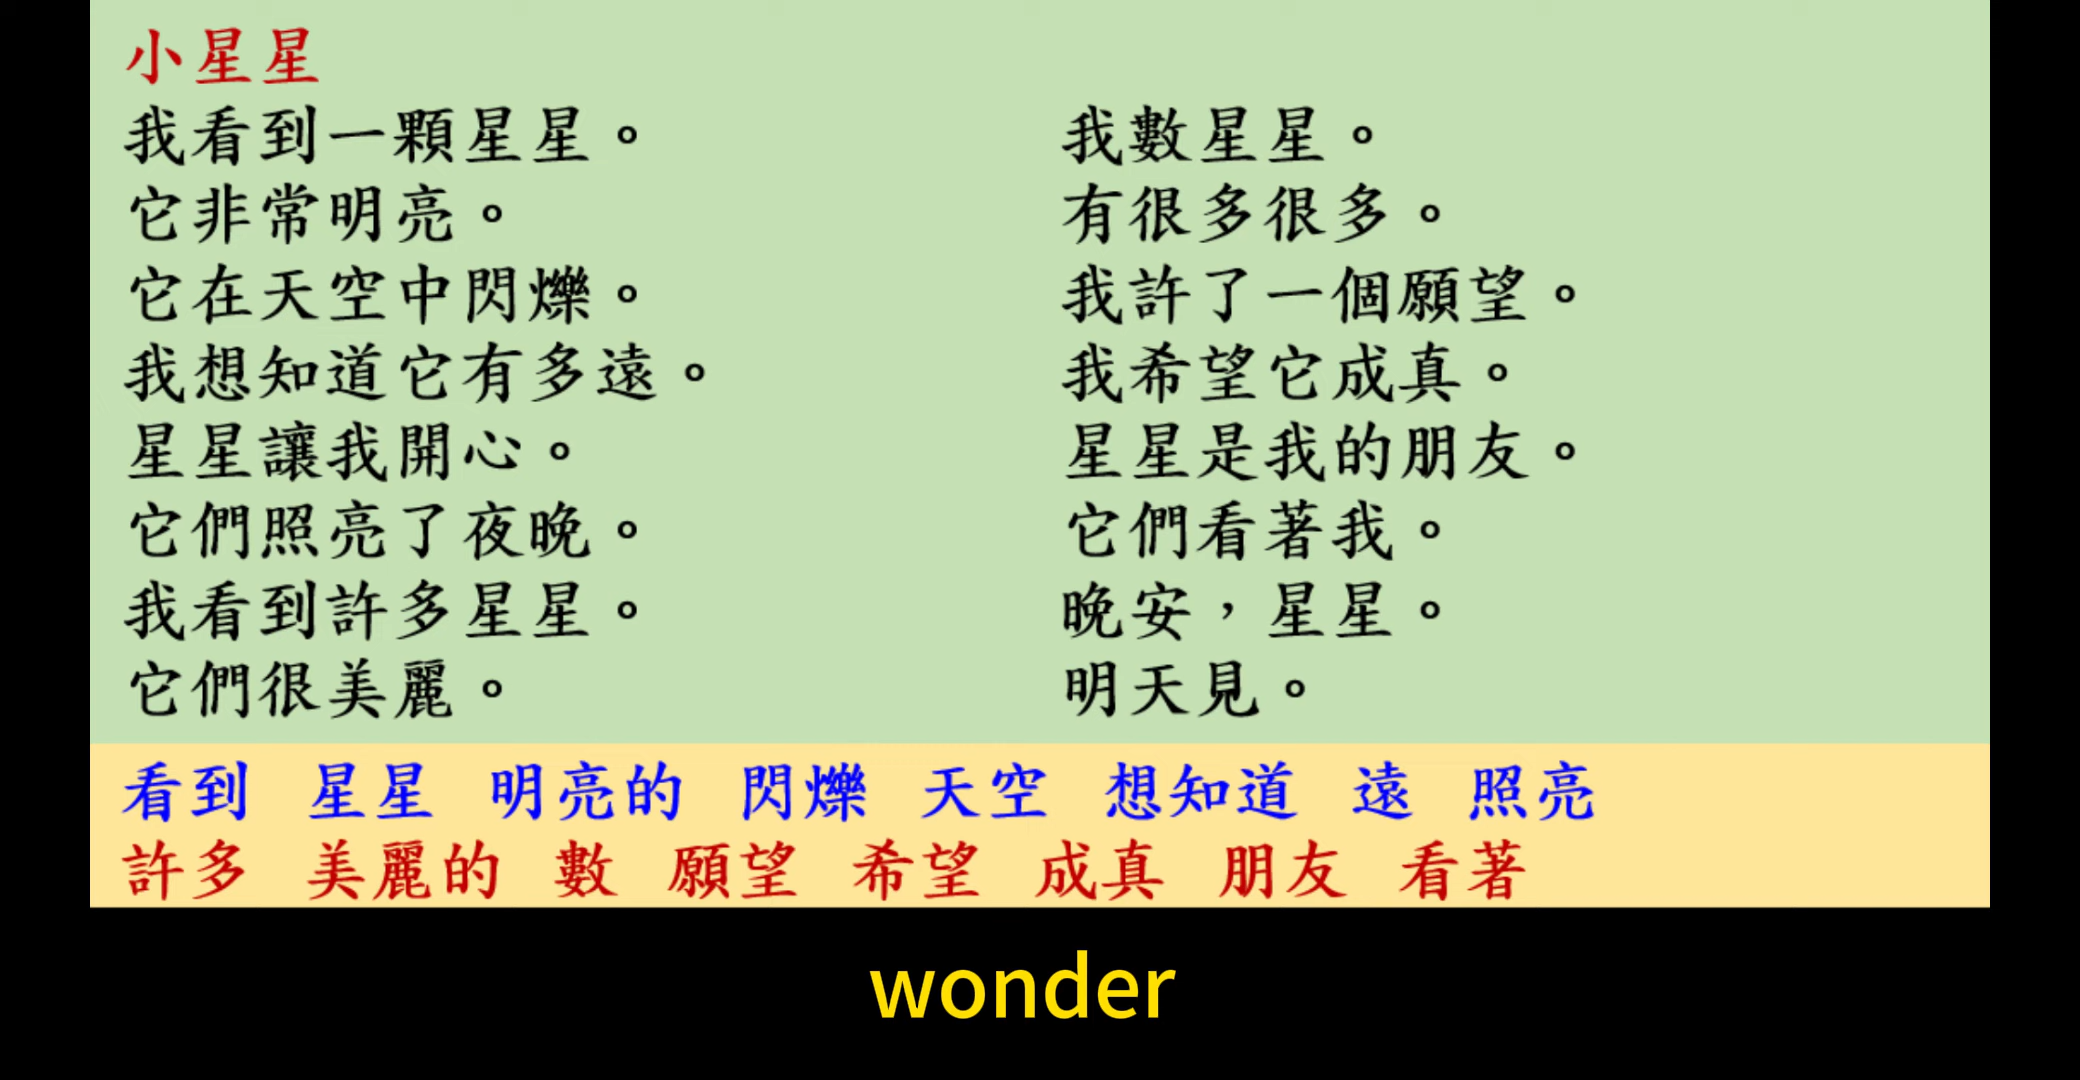 小星星
我看到一顆星星。
它非常明亮。
它在天空中閃爍。
我想知道它有多遠。
星星讓我開心。
它們照亮了夜晚。
我看到許多星星。
它們很美麗。
我數星星。
有很多很多。
我許了一個願望。
我希望它成真。
星星是我的朋友。
它們看著我。
晚安，星星。
明天見。
看到 星星 明亮的 閃爍 天空 想知道 遠 照亮
許多 美麗的 數 願望 希望 成真 朋友 看著
wonder